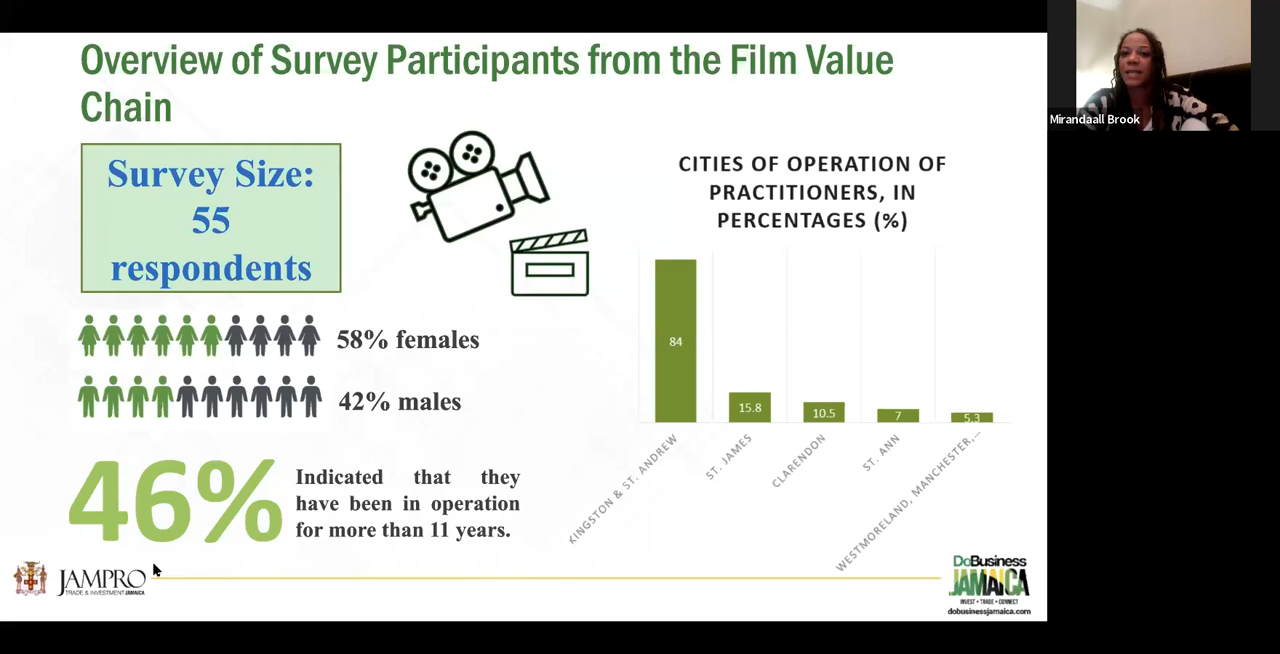 Overview of Survey Participants from the Film Value
Chain
Survey Size:
55
respondents
58% females
42% males
46%
Indicated that they
have been in operation
for more than 11 years.
CITIES OF OPERATION OF
PRACTITIONERS, IN
PERCENTAGES (%)
84
15.8
10.5
7
5.3
KINGSTON & ST. ANDREW
ST. JAMES
CLARENDON
ST. ANN
WESTMORELAND, MANCHESTER,...
JAMPRO
TRADE & INVESTMENT JAMAICA
DoBusiness
JAMAICA
INVEST • TRADE • CONNECT
dobusinessjamaica.com
Mirandaall Brook